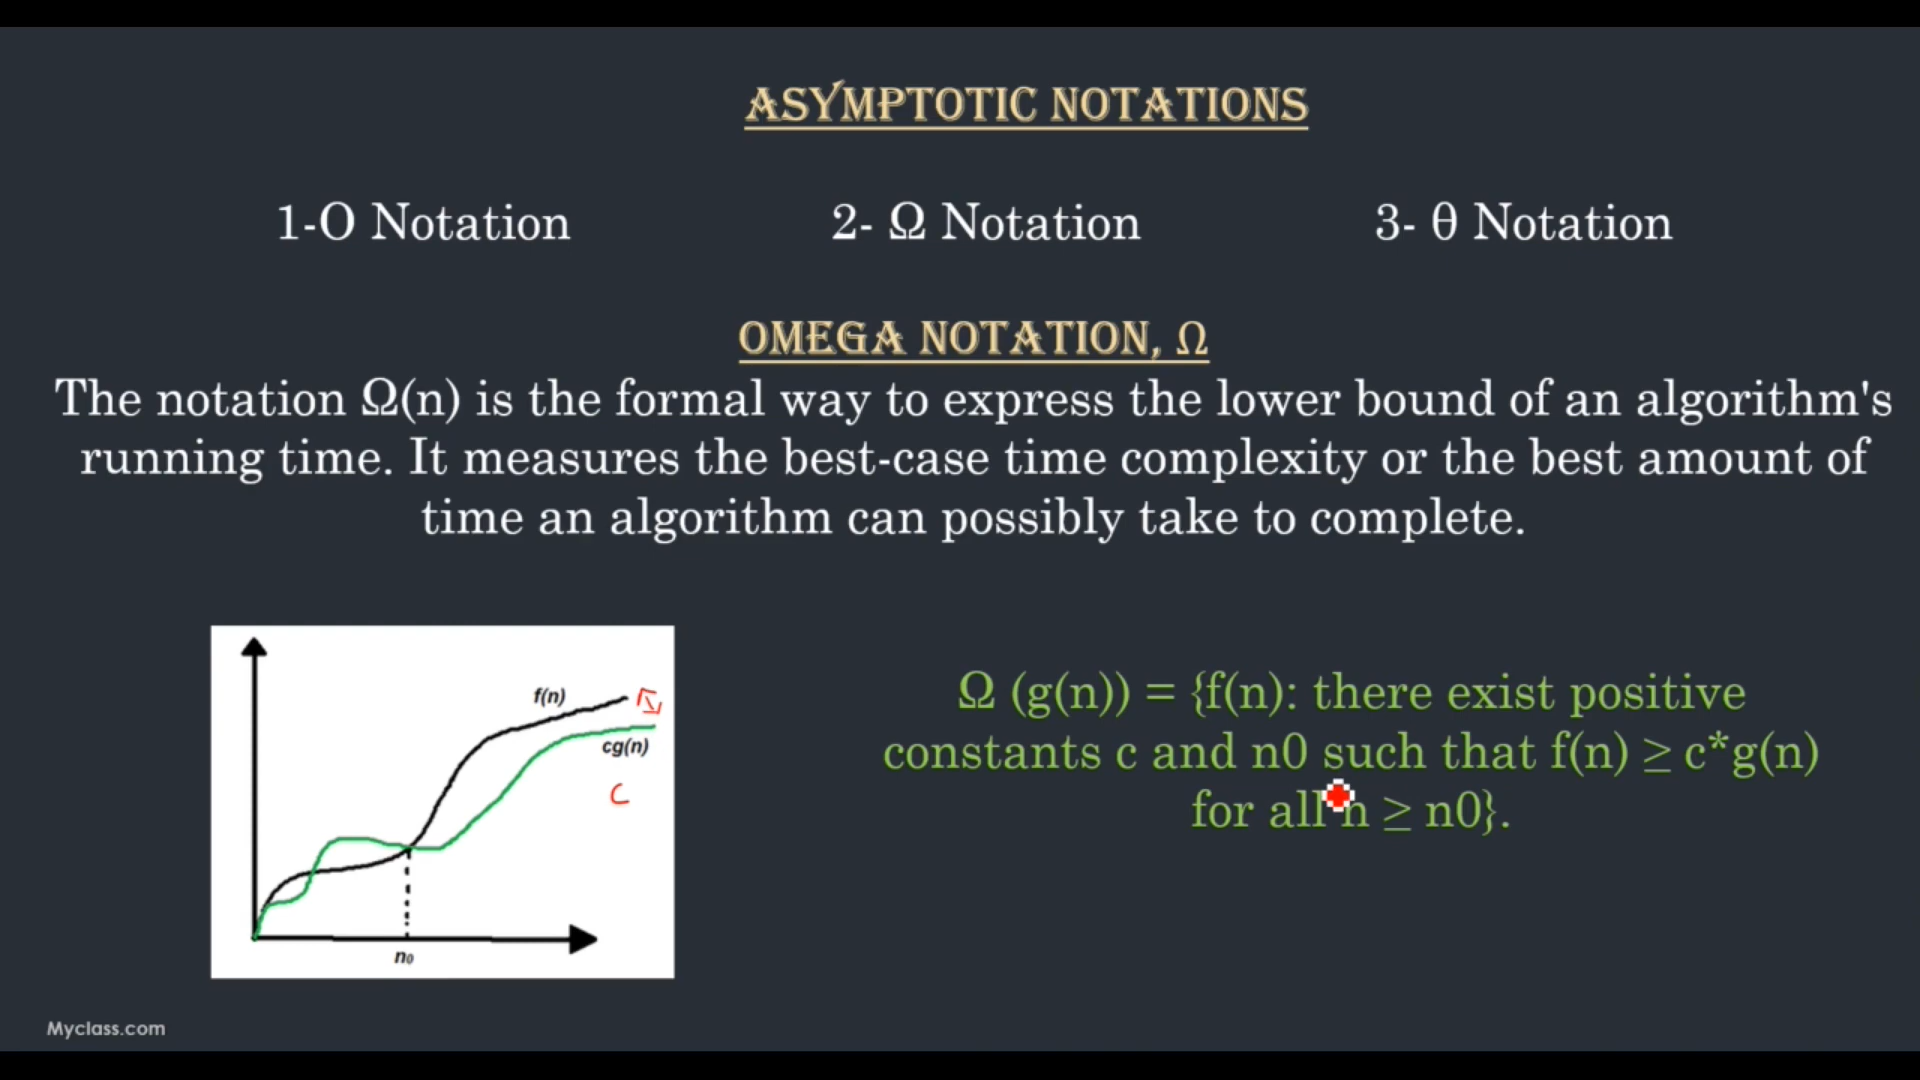 ASYMPTOTIC NOTATIONS
1-O Notation
2- Ω Notation
3- θ Notation
OMEGA NOTATION, Ω
The notation Ω(n) is the formal way to express the lower bound of an algorithm's
running time. It measures the best-case time complexity or the best amount of
time an algorithm can possibly take to complete.
f(n)
cg(n)
C
n₀
Ω (g(n)) = {f(n): there exist positive
constants c and n0 such that f(n) ≥ c*g(n)
for all n ≥ n0}.
Myclass.com